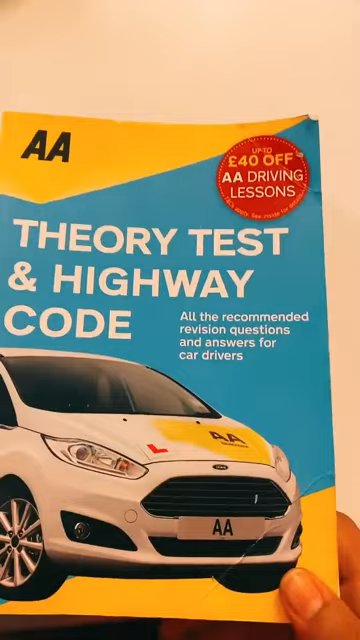 AA
UP TO
£40 OFF
AA DRIVING
LESSONS
THEORY TEST
& HIGHWAY
CODE
All the recommended
revision questions
and answers for
car drivers
L
AA
AA